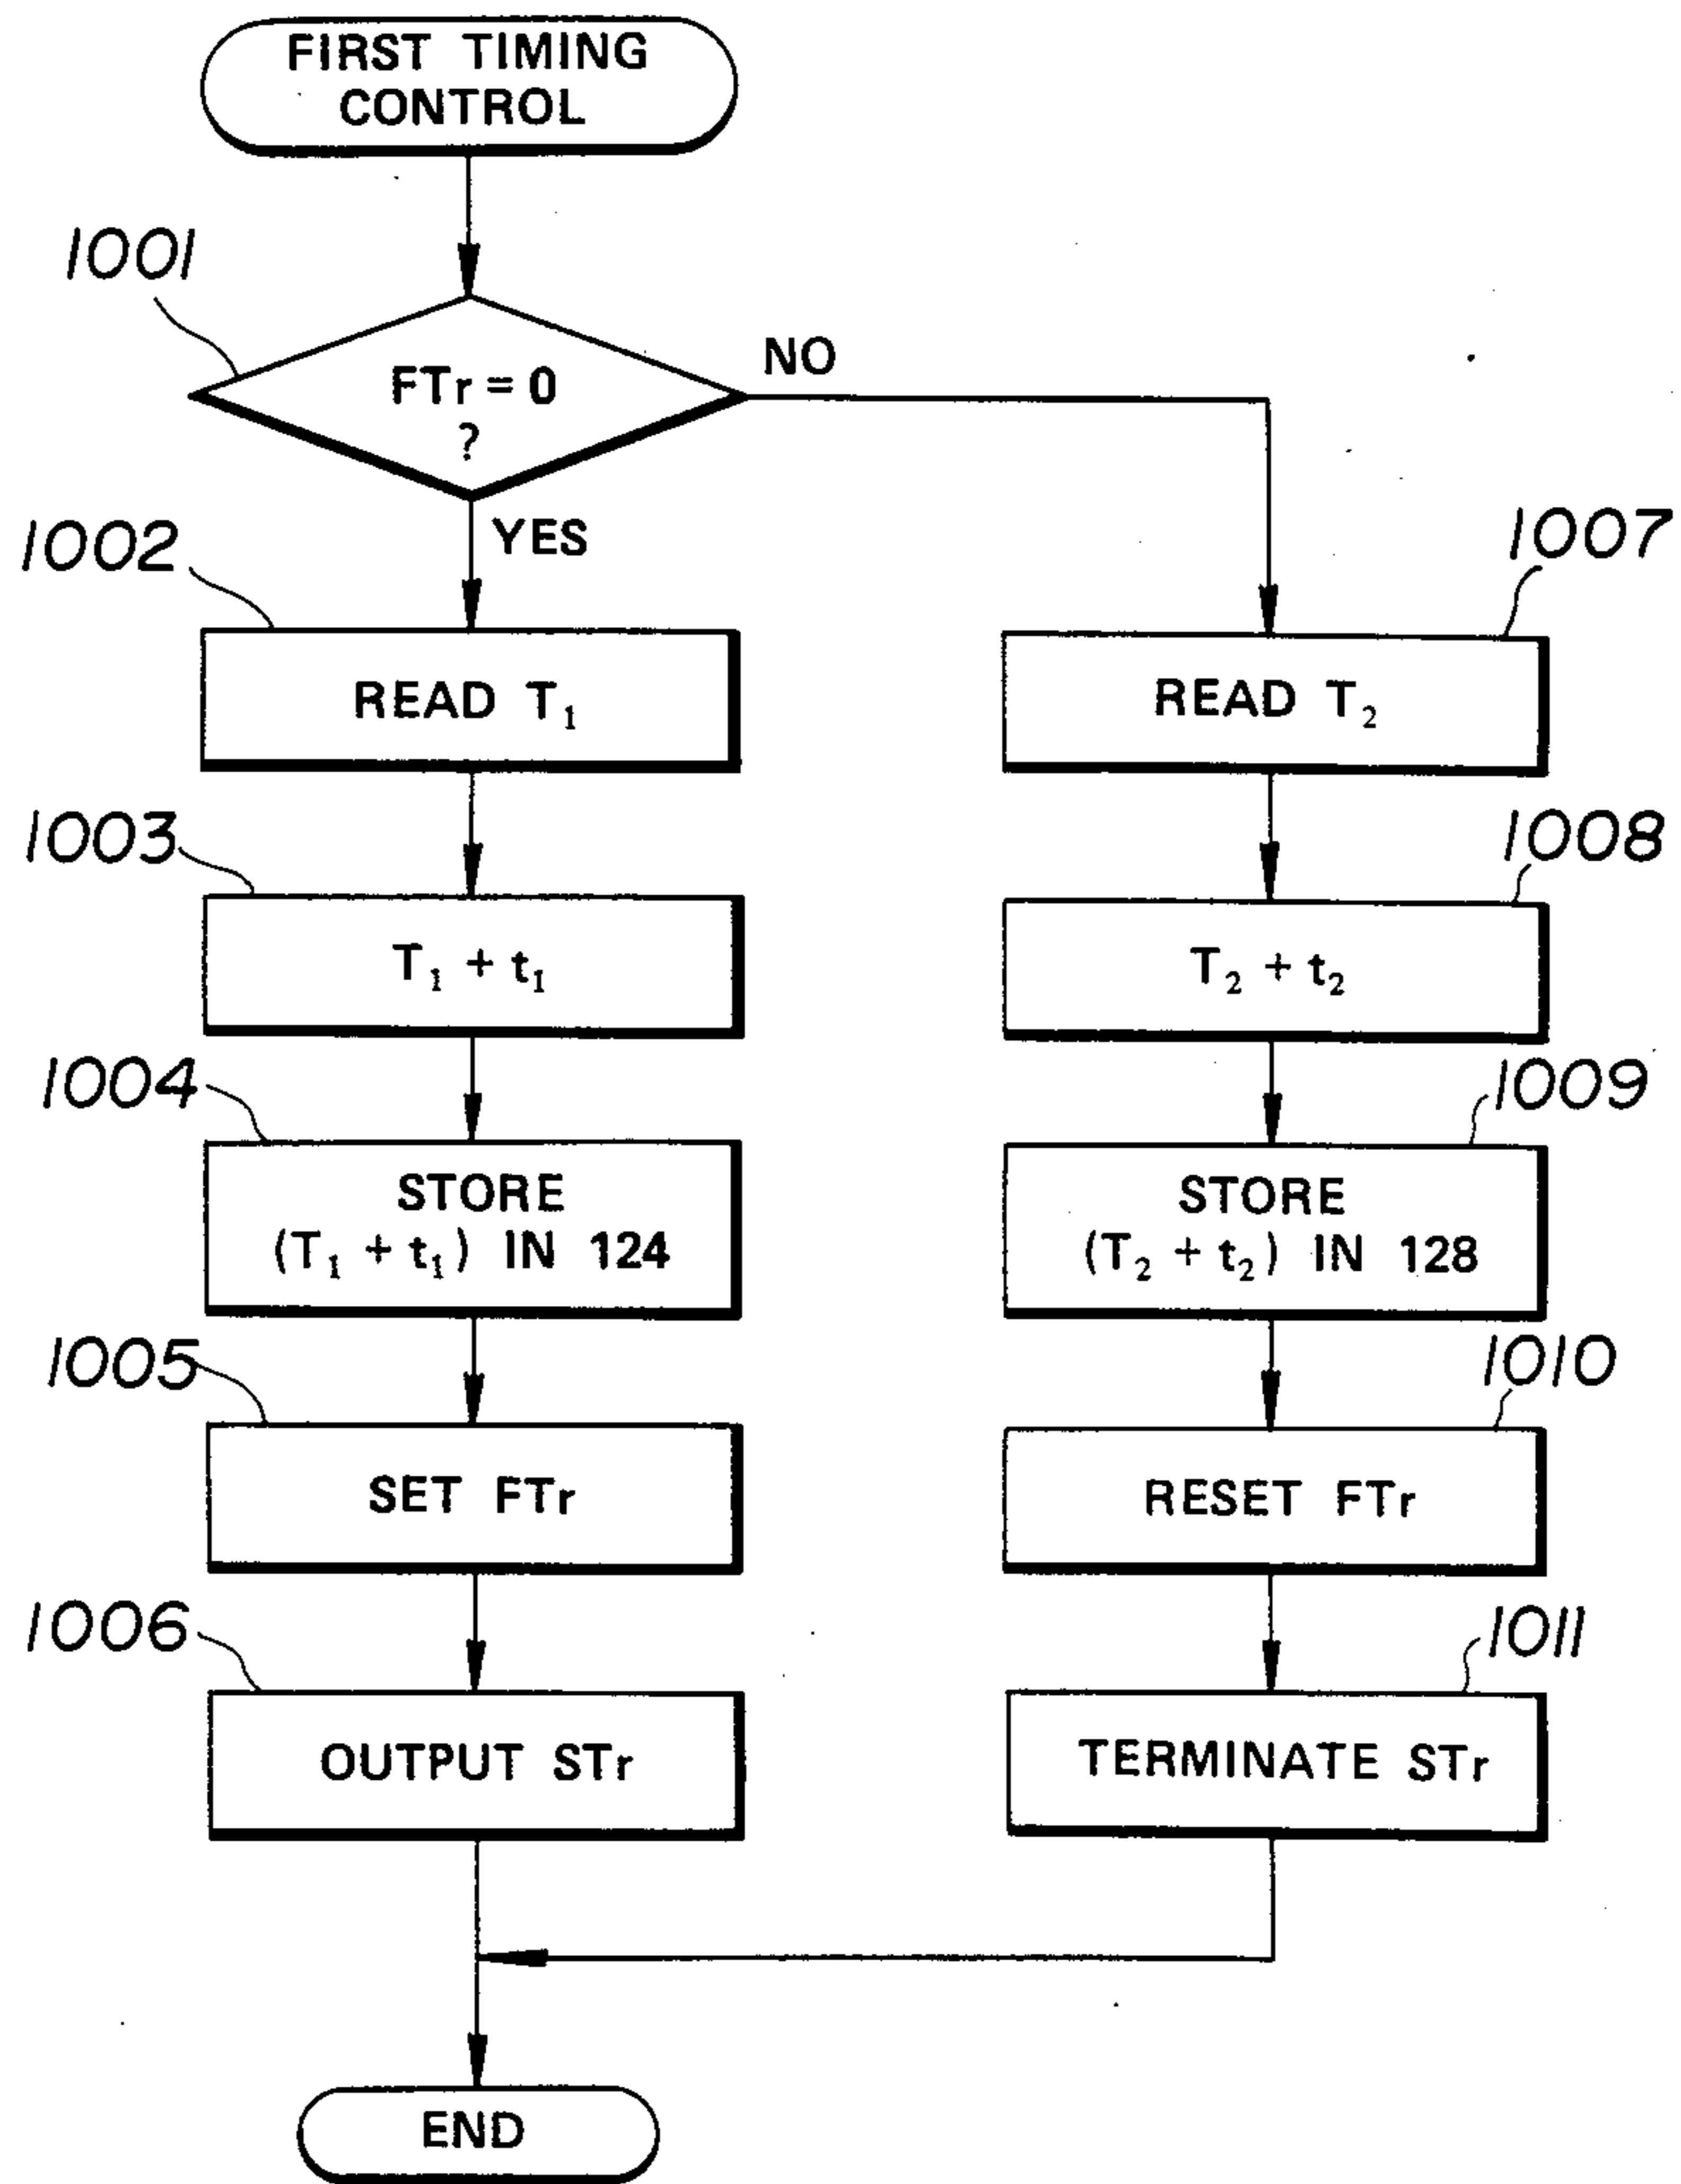 FIRST TIMING
CONTROL
1001
FTr = 0
?
NO
YES
1002
READ T₁
1003
T₁ + t₁
1004
STORE
(T₁ + t₁) IN 124
1005
SET FTr
1006
OUTPUT STr
1007
READ T₂
1008
T₂ + t₂
1009
STORE
(T₂ + t₂) IN 128
1010
RESET FTr
1011
TERMINATE STr
END